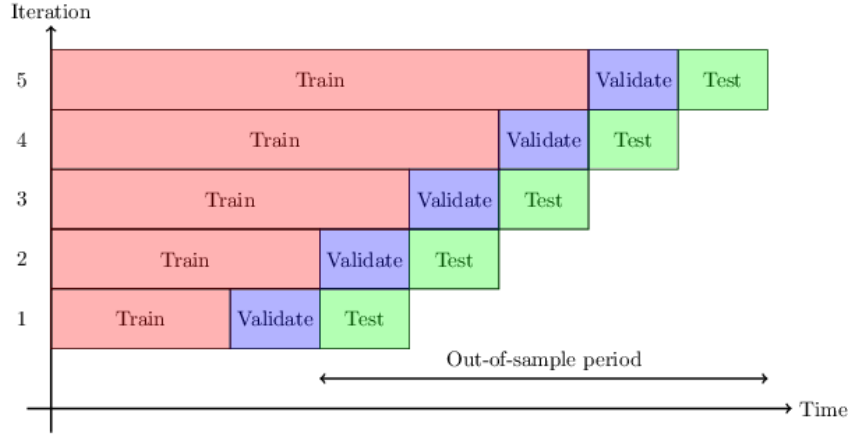 Iteration
5 Train Validate Test
4 Train Validate Test
3 Train Validate Test
2 Train Validate Test
1 Train Validate Test
Out-of-sample period
Time